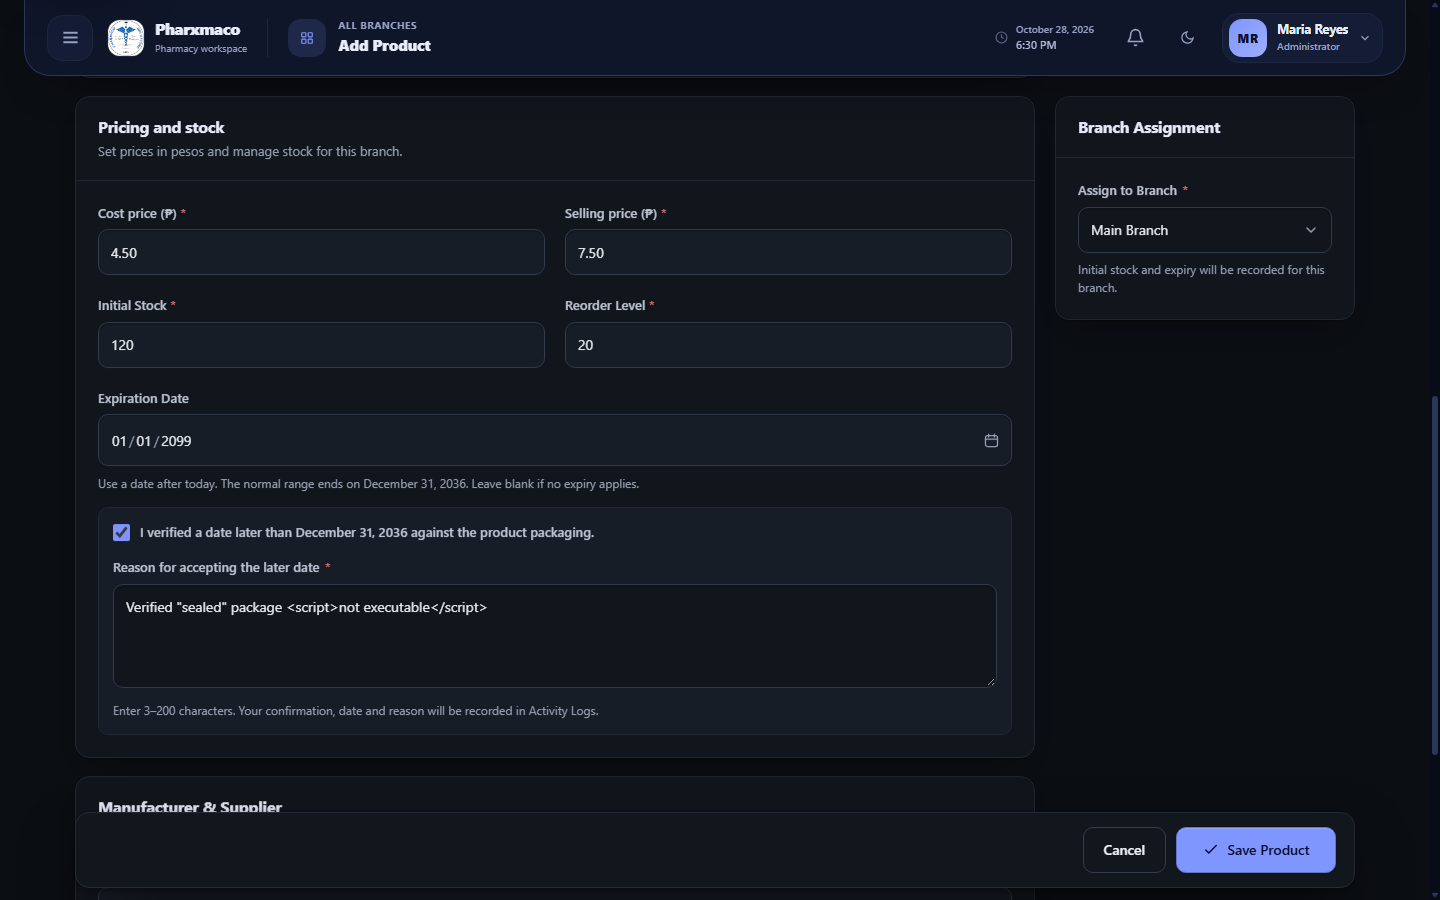 Pharxmaco
Pharmacy workspace
ALL BRANCHES
Add Product
October 28, 2026
6:30 PM
MR
Maria Reyes
Administrator
Pricing and stock
Set prices in pesos and manage stock for this branch.
Cost price (₱) *
4.50
Selling price (₱) *
7.50
Initial Stock *
120
Reorder Level *
20
Expiration Date
01/01/2099
Use a date after today. The normal range ends on December 31, 2036. Leave blank if no expiry applies.
I verified a date later than December 31, 2036 against the product packaging.
Reason for accepting the later date *
Verified "sealed" package <script>not executable</script>
Enter 3–200 characters. Your confirmation, date and reason will be recorded in Activity Logs.
Branch Assignment
Assign to Branch *
Main Branch
Initial stock and expiry will be recorded for this
branch.
Manufacturer & Supplier
Cancel
Save Product